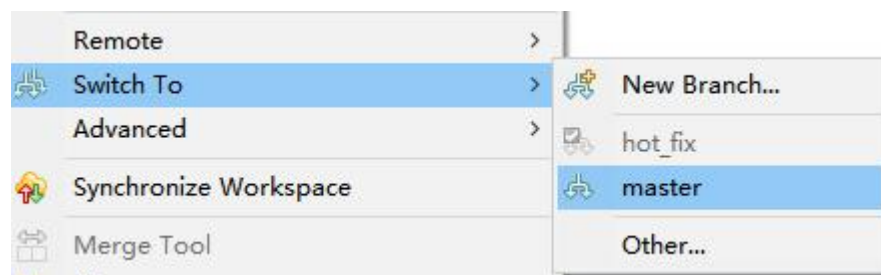 Remote
Switch To
Advanced
Synchronize Workspace
Merge Tool
New Branch...
hot_fix
master
Other...